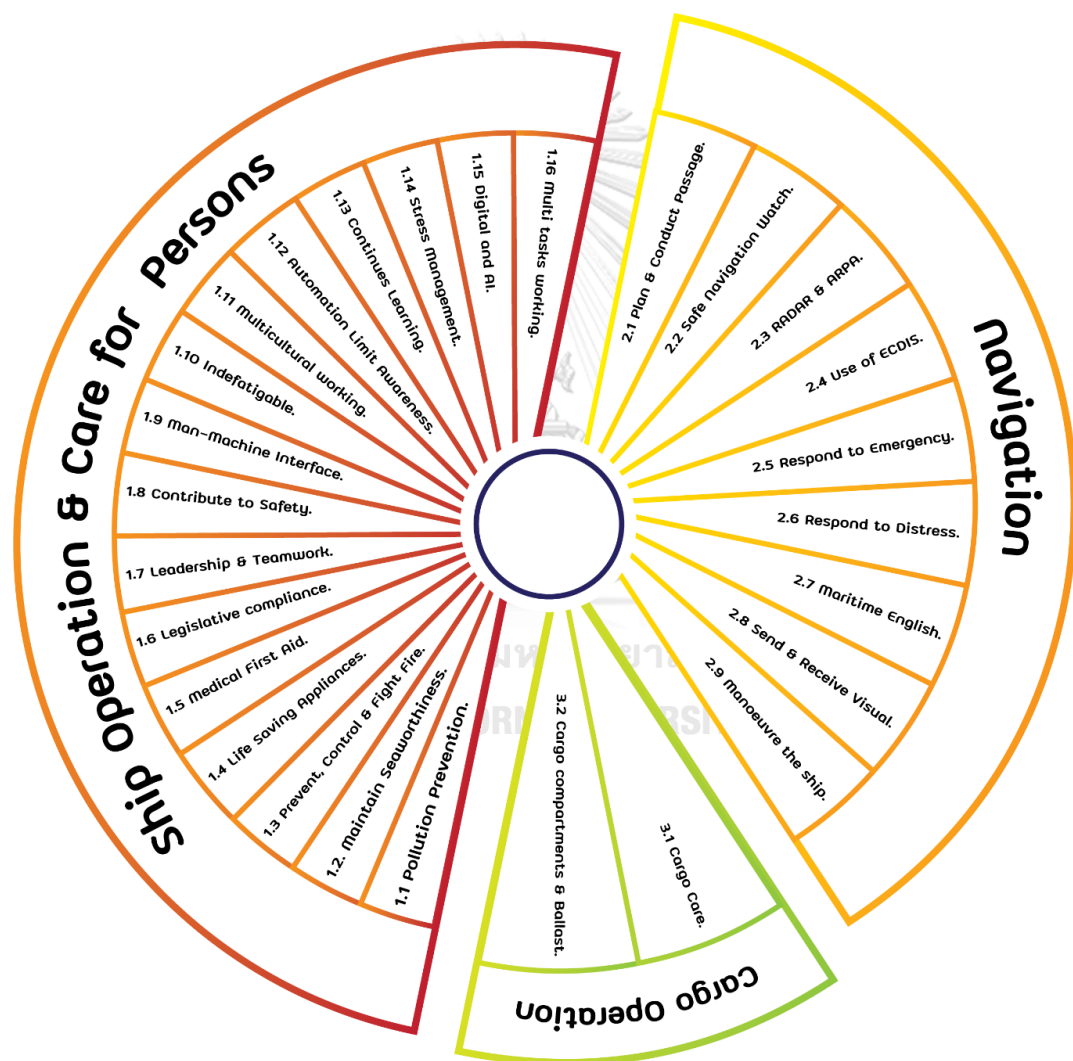 Ship Operation & Care for Persons
1.1 Pollution Prevention.
1.2. Maintain Seaworthiness.
1.3 Prevent, Control & Fight Fire.
1.4 Life Saving Appliances.
1.5 Medical First Aid.
1.6 Legislative compliance.
1.7 Leadership & Teamwork.
1.8 Contribute to Safety.
1.9 Man-Machine Interface.
1.10 Indefatigable.
1.11 Multicultural working.
1.12 Automation Limit Awareness.
1.13 Continues Learning.
1.14 Stress Management.
1.15 Digital and AI.
1.16 Multi tasks working.
Navigation
2.1 Plan & Conduct Passage.
2.2 Safe Navigation Watch.
2.3 RADAR & ARPA.
2.4 Use of ECDIS.
2.5 Respond to Emergency.
2.6 Respond to Distress.
2.7 Maritime English.
2.8 Send & Receive Visual.
2.9 Manoeuvre the ship.
Cargo Operation
3.1 Cargo Care.
3.2 Cargo compartments & Ballast.